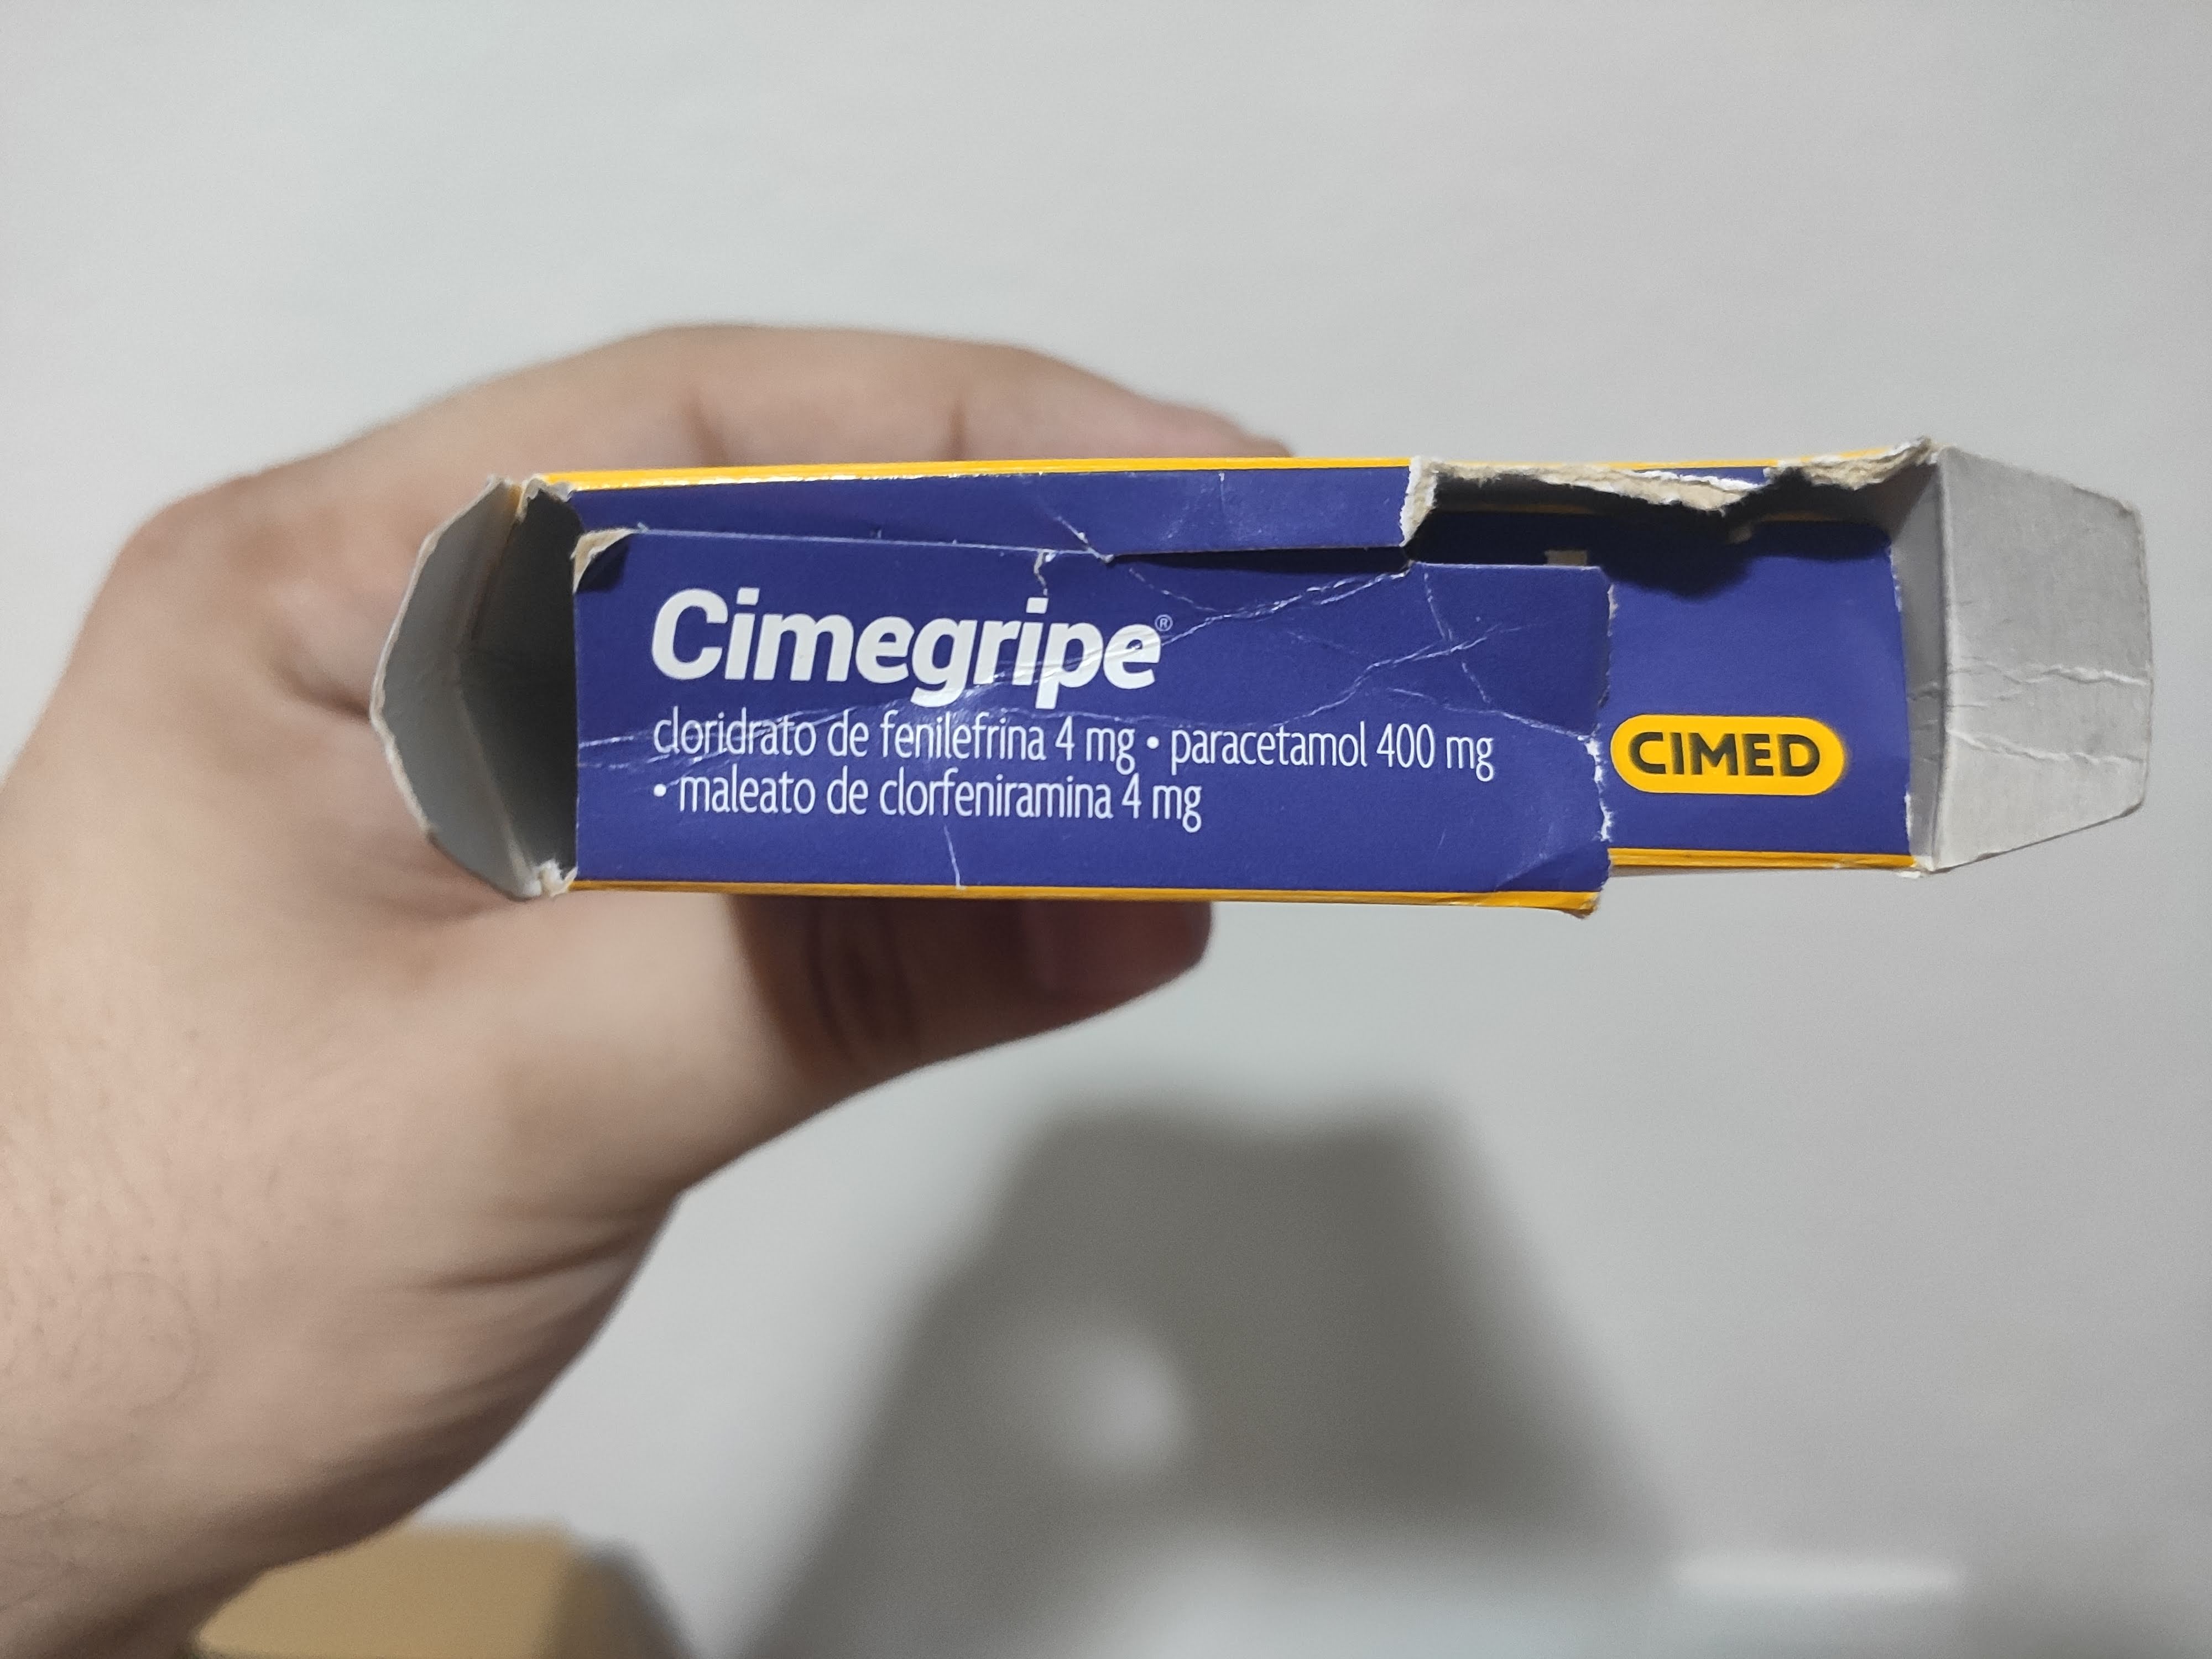 Cimegripe®
cloridrato de fenilefrina 4 mg • paracetamol 400 mg
• maleato de clorfeniramina 4 mg
CIMED